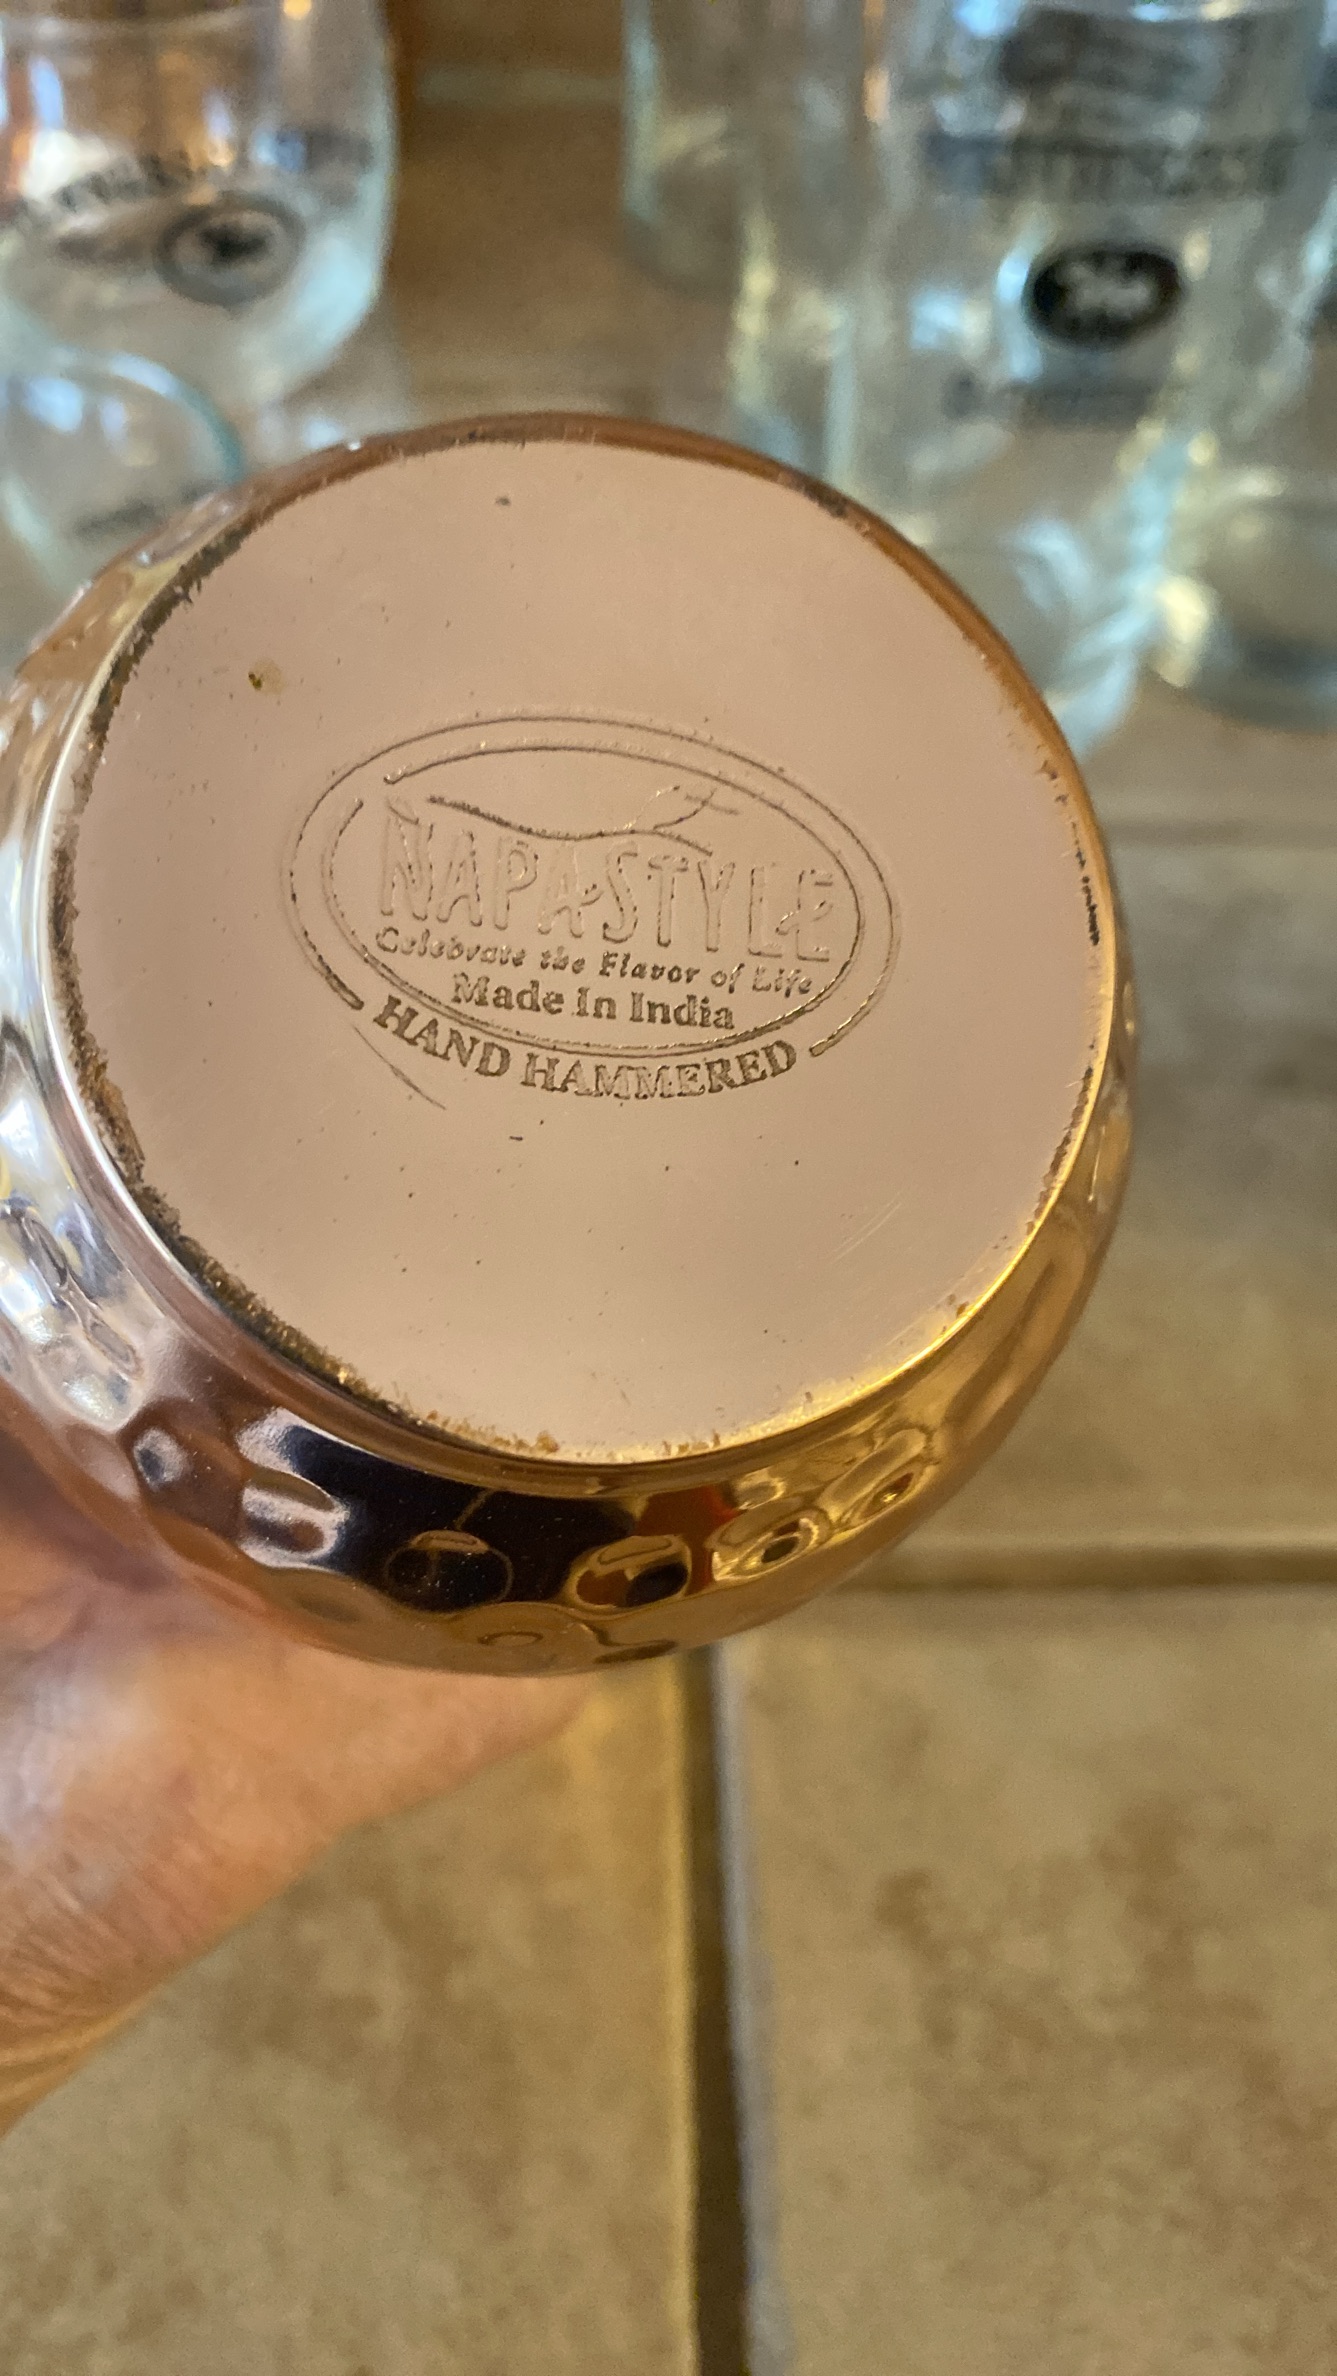 NAPASTYLE
Celebrate the Flavor of Life
Made In India
HAND HAMMERED